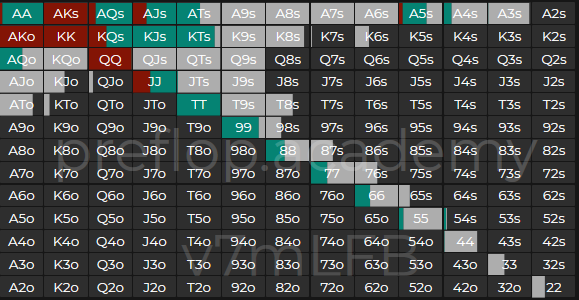 AA AKs AQs AJs ATs A9s A8s A7s A6s A5s A4s A3s A2s
AKo KK KQs KJs KTs K9s K8s K7s K6s K5s K4s K3s K2s
AQo KQo QQ QJs QTs Q9s Q8s Q7s Q6s Q5s Q4s Q3s Q2s
AJo KJo QJo JJ JTs J9s J8s J7s J6s J5s J4s J3s J2s
ATo KTo QTo JTo TT T9s T8s T7s T6s T5s T4s T3s T2s
A9o K9o Q9o J9o T9o 99 98s 97s 96s 95s 94s 93s 92s
A8o K8o Q8o J8o T8o 98o 88 87s 86s 85s 84s 83s 82s
preflop.academy
A7o K7o Q7o J7o T7o 97o 87o 77 76s 75s 74s 73s 72s
A6o K6o Q6o J6o T6o 96o 86o 76o 66 65s 64s 63s 62s
A5o K5o Q5o J5o T5o 95o 85o 75o 65o 55 54s 53s 52s
A4o K4o Q4o J4o T4o 94o 84o 74o 64o 54o 44 43s 42s
v7mLFB
A3o K3o Q3o J3o T3o 93o 83o 73o 63o 53o 43o 33 32s
A2o K2o Q2o J2o T2o 92o 82o 72o 62o 52o 42o 32o 22